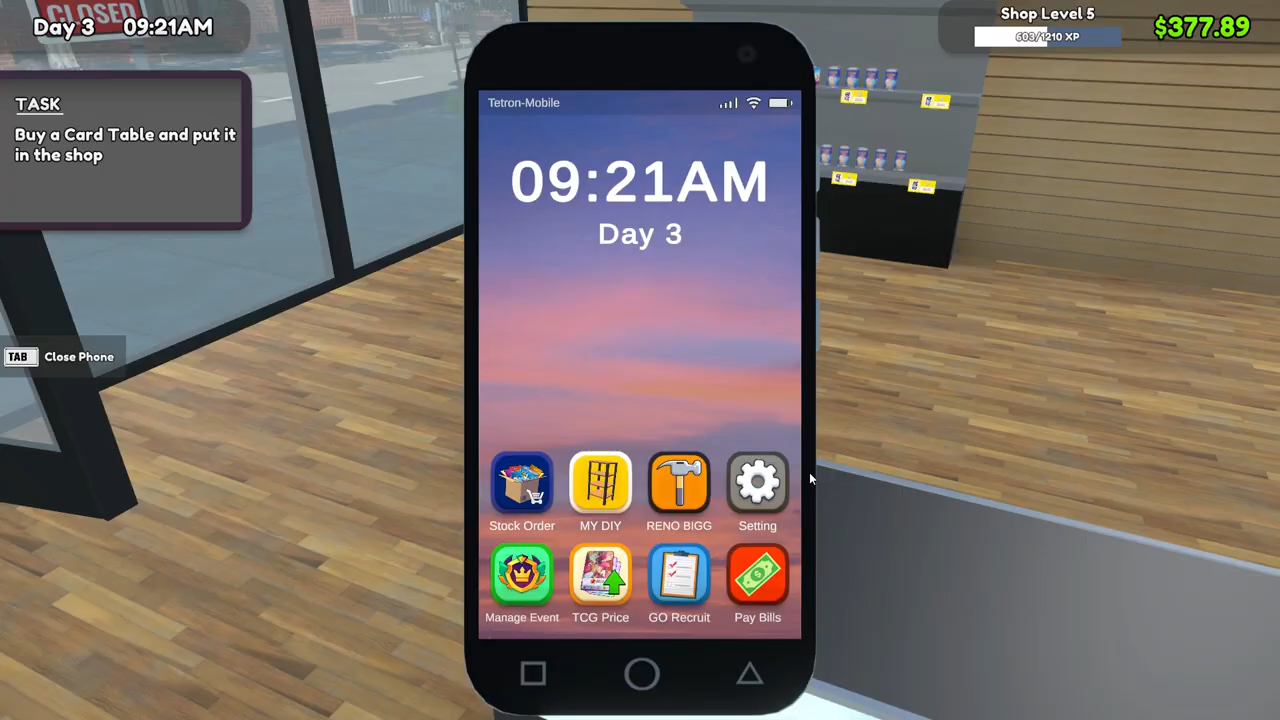 CLOSED
Day 3 09:21AM
Shop Level 5
603/1210 XP
$377.89
TASK
Buy a Card Table and put it
in the shop
TAB Close Phone
Tetron-Mobile
09:21AM
Day 3
Stock Order
MY DIY
RENO BIGG
Setting
Manage Event
TCG Price
GO Recruit
Pay Bills